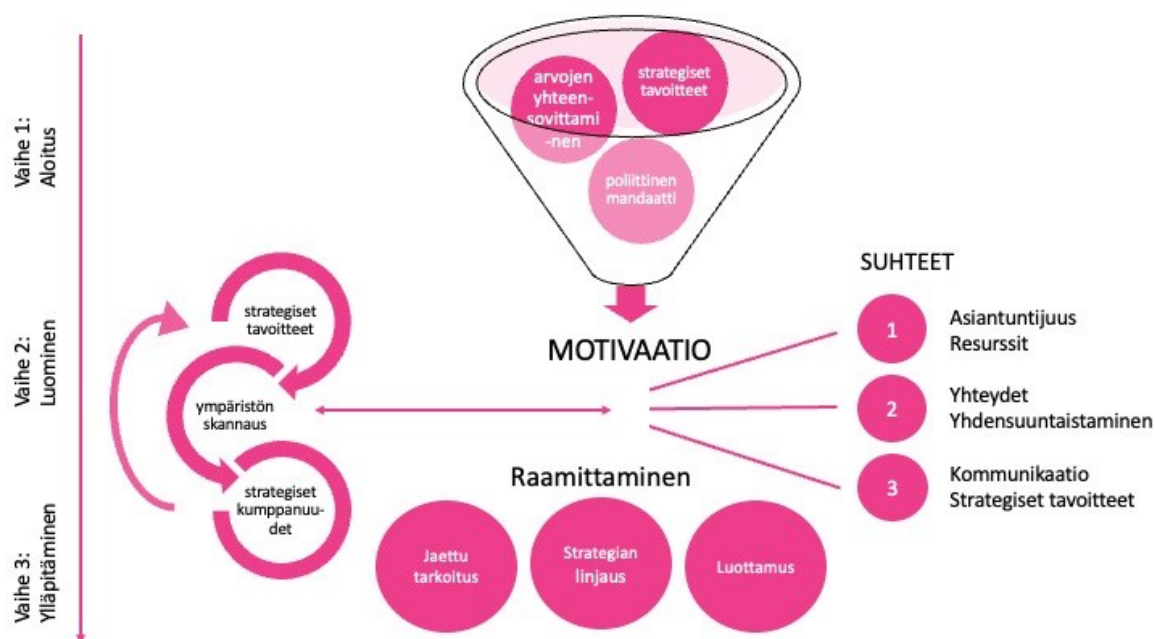 Vaihe 1:
Aloitus
arvojen
yhteen-
sovittami
-nen
strategiset
tavoitteet
poliittinen
mandaatti
Vaihe 2:
Luominen
strategiset
tavoitteet
ympäristön
skannaus
strategiset
kumppanuu-
det
MOTIVAATIO
SUHTEET
1
Asiantuntijuus
Resurssit
2
Yhteydet
Yhdensuuntaistaminen
3
Kommunikaatio
Strategiset tavoitteet
Vaihe 3:
Ylläpitäminen
Raamittaminen
Jaettu
tarkoitus
Strategian
linjaus
Luottamus